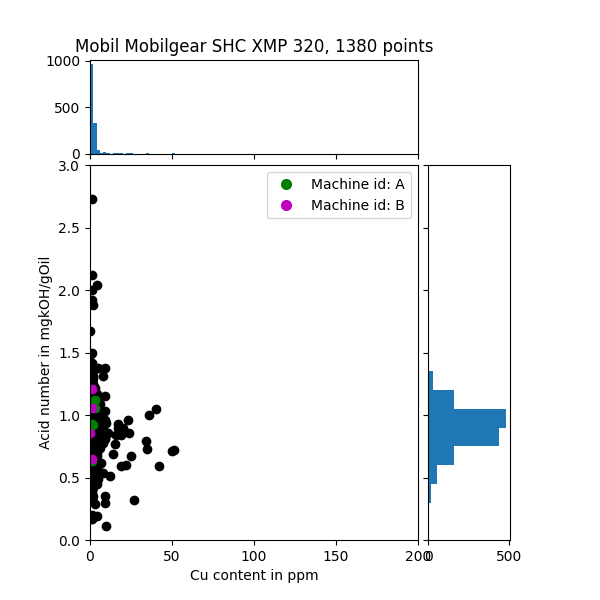 Mobil Mobilgear SHC XMP 320, 1380 points
1000
500
0
3.0
2.5
2.0
1.5
1.0
0.5
0.0
Acid number in mgkOH/gOil
Machine id: A
Machine id: B
0 50 100 150 200
0 500
Cu content in ppm